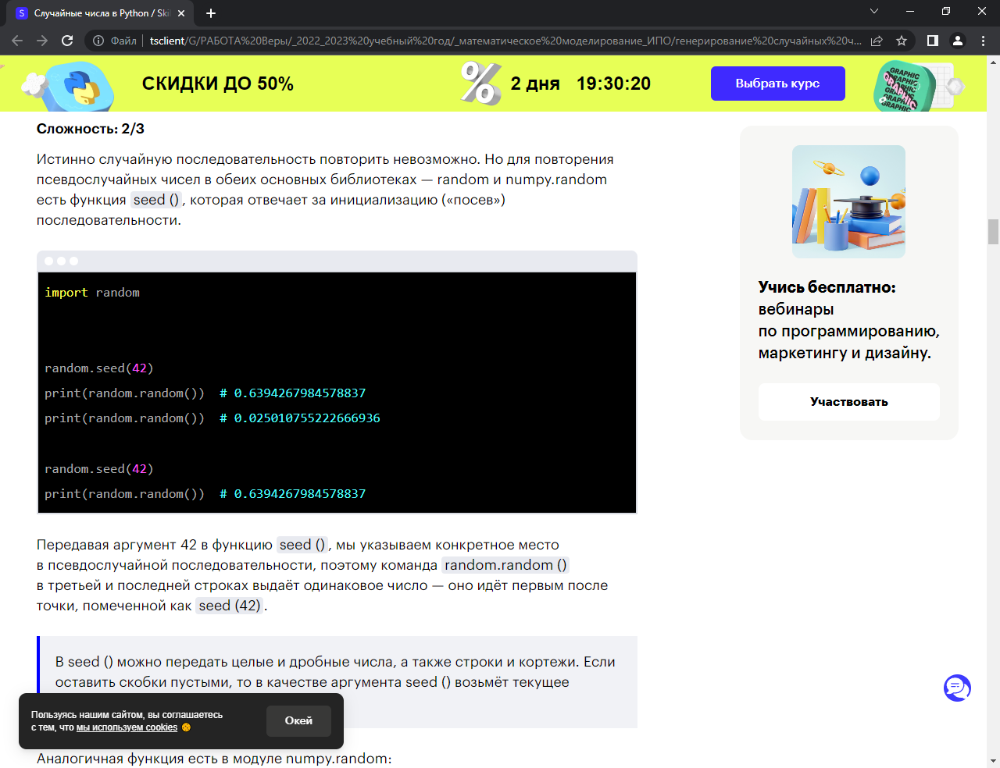 Случайные числа в Python / Ski
Файл
tsclient/G/РАБОТА%20Веры/_2022_2023%20учебный%20год/_математическое%20моделирование_ИПО/генерирование%20случайных%20ч...
СКИДКИ ДО 50%
%
2 дня 19:30:20
Выбрать курс
GRAPHIC
GRAPHIC
GRAPHIC
GRAPHIC
GRAPHIC
Сложность: 2/3
Истинно случайную последовательность повторить невозможно. Но для повторения
псевдослучайных чисел в обеих основных библиотеках — random и numpy.random
есть функция seed (), которая отвечает за инициализацию («посев»)
последовательности.
import random
random.seed(42)
print(random.random())  # 0.6394267984578837
print(random.random())  # 0.025010755222666936
random.seed(42)
print(random.random())  # 0.6394267984578837
Передавая аргумент 42 в функцию seed (), мы указываем конкретное место
в псевдослучайной последовательности, поэтому команда random.random ()
в третьей и последней строках выдаёт одинаковое число — оно идёт первым после
точки, помеченной как seed (42).
В seed () можно передать целые и дробные числа, а также строки и кортежи. Если
оставить скобки пустыми, то в качестве аргумента seed () возьмёт текущее
Аналогичная функция есть в модуле numpy.random:
Учись бесплатно:
вебинары
по программированию,
маркетингу и дизайну.
Участвовать
Пользуясь нашим сайтом, вы соглашаетесь
с тем, что мы используем cookies
Окей